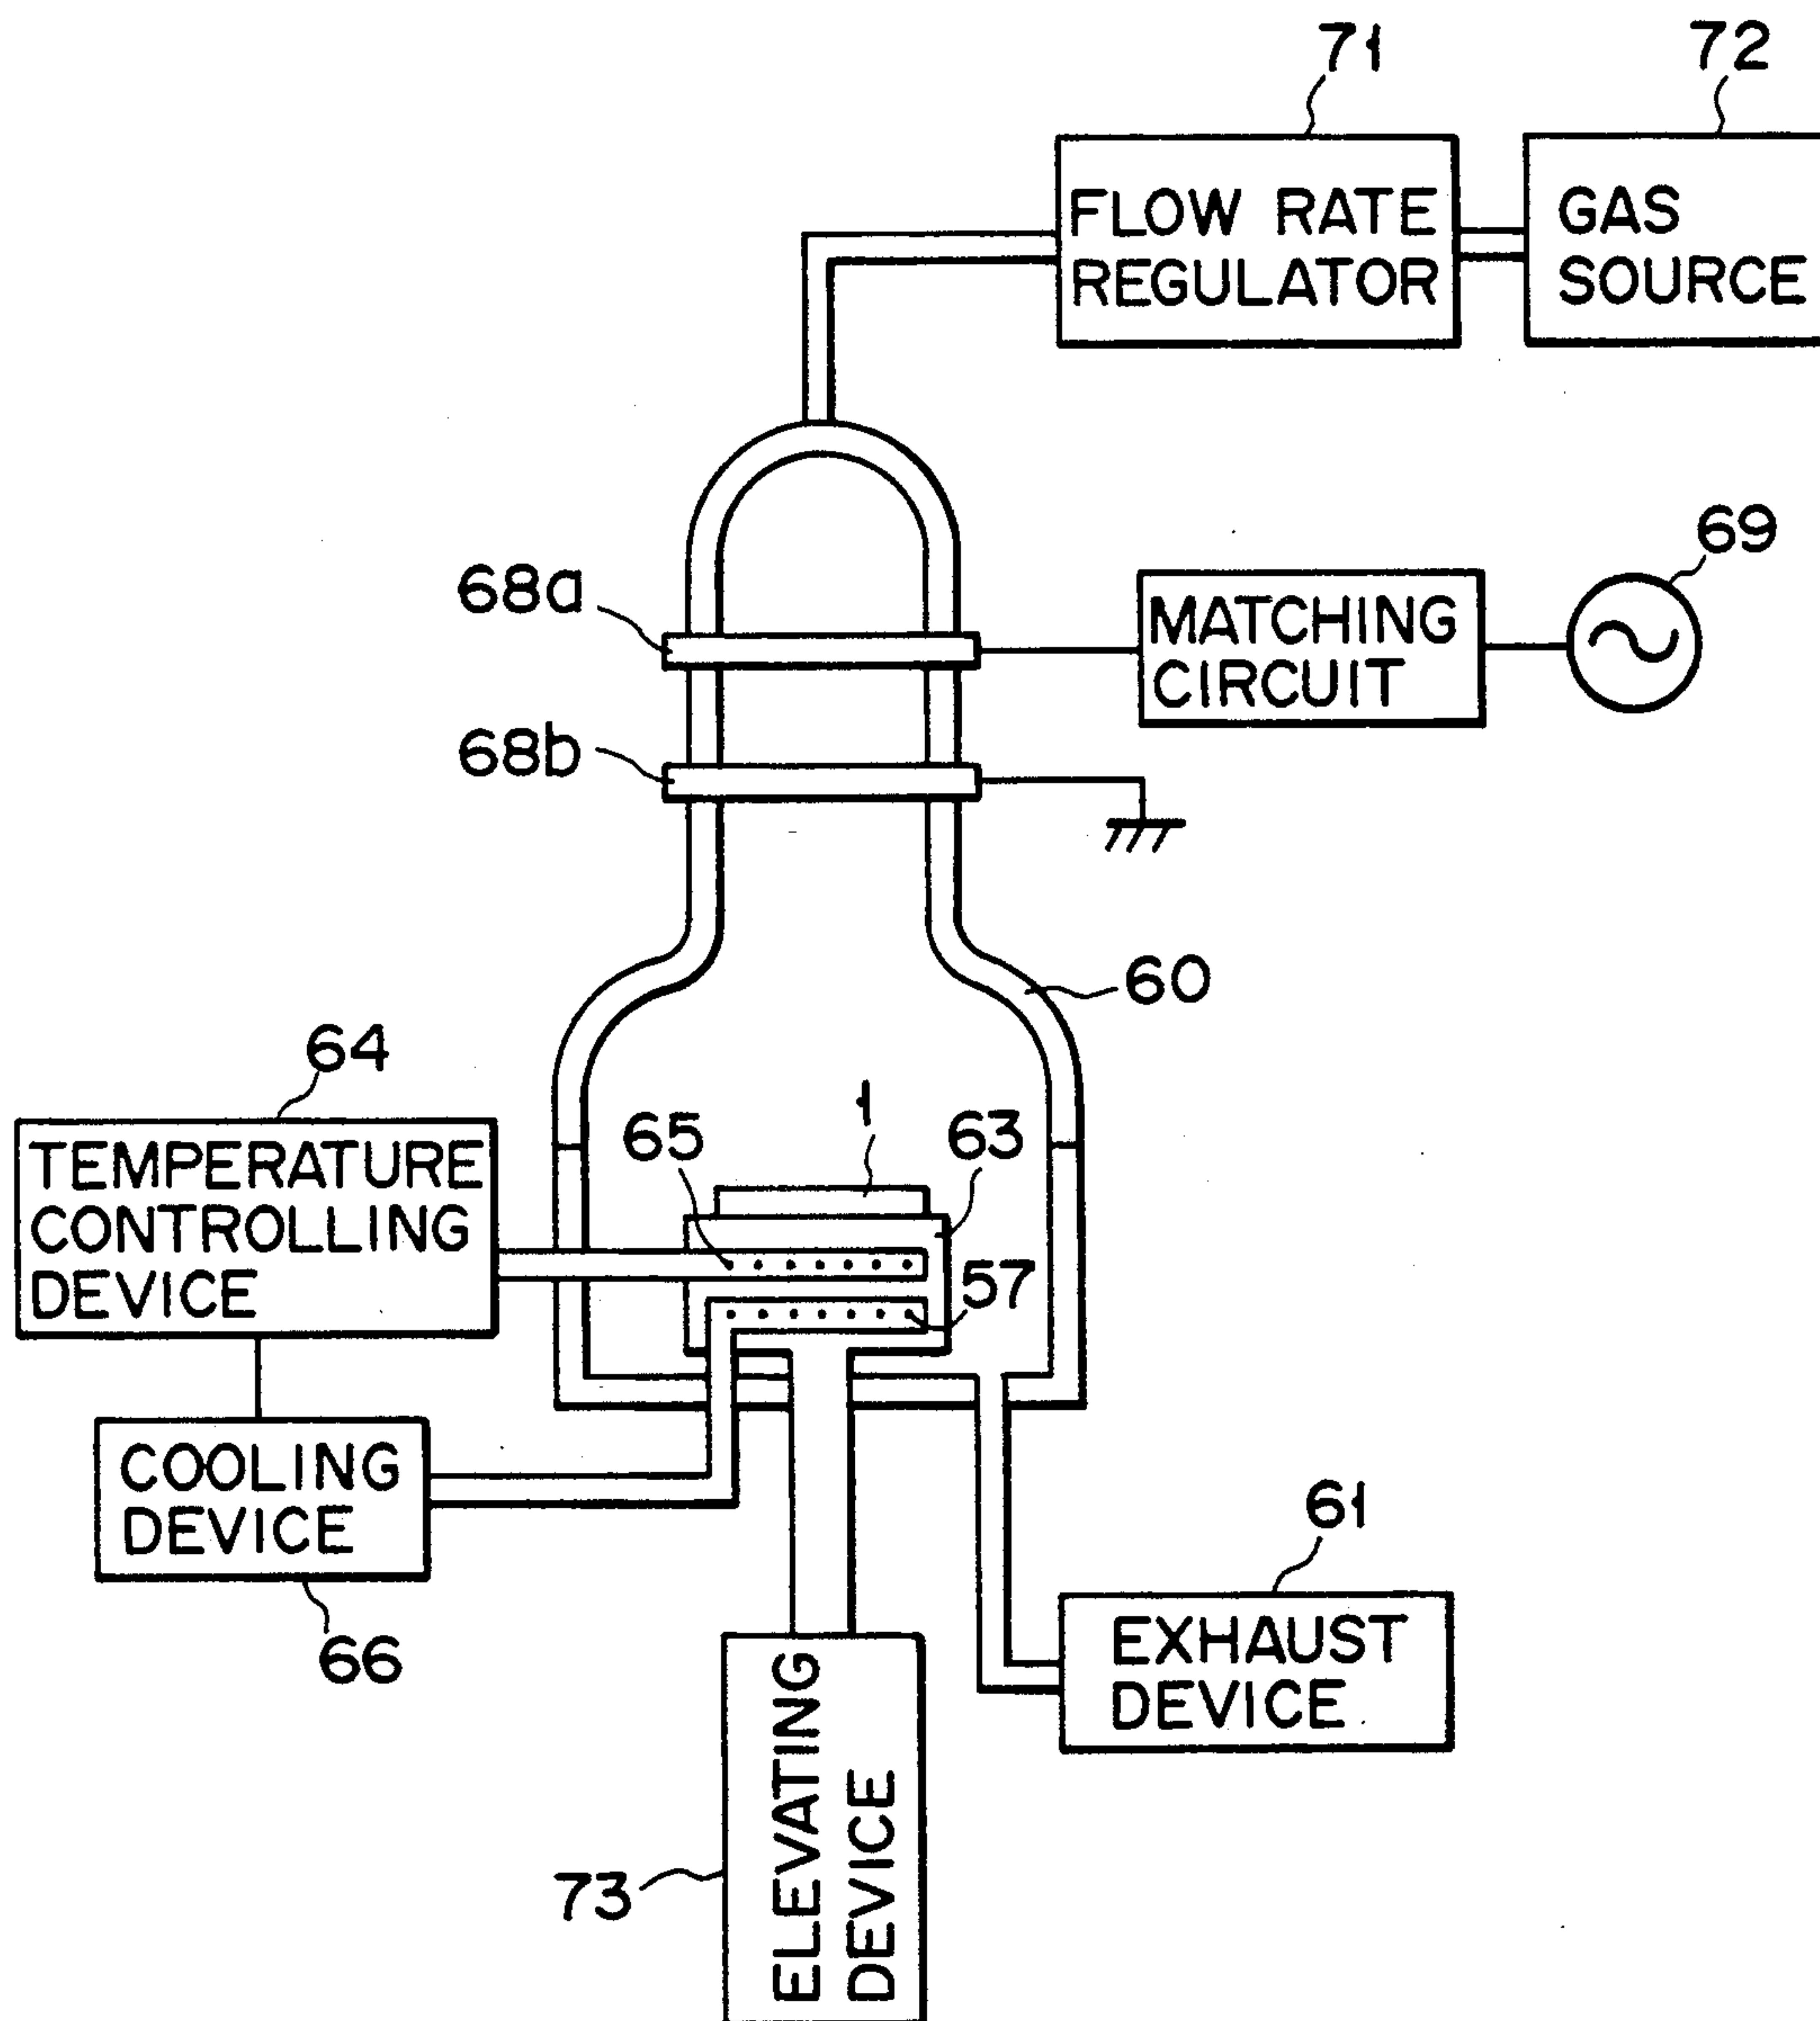 71
72
FLOW RATE
REGULATOR
GAS
SOURCE
69
68a
MATCHING
CIRCUIT
68b
60
64
TEMPERATURE
CONTROLLING
DEVICE
65
1
63
57
COOLING
DEVICE
66
61
EXHAUST
DEVICE
73
ELEVATING
DEVICE